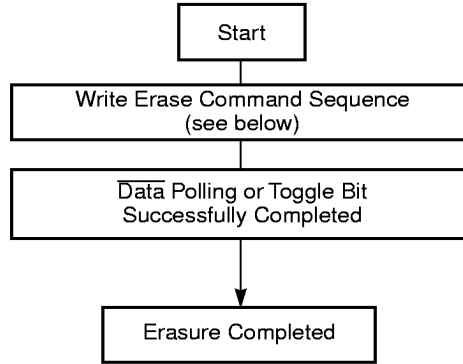 Start
Write Erase Command Sequence
(see below)
Data Polling or Toggle Bit
Successfully Completed
Erasure Completed